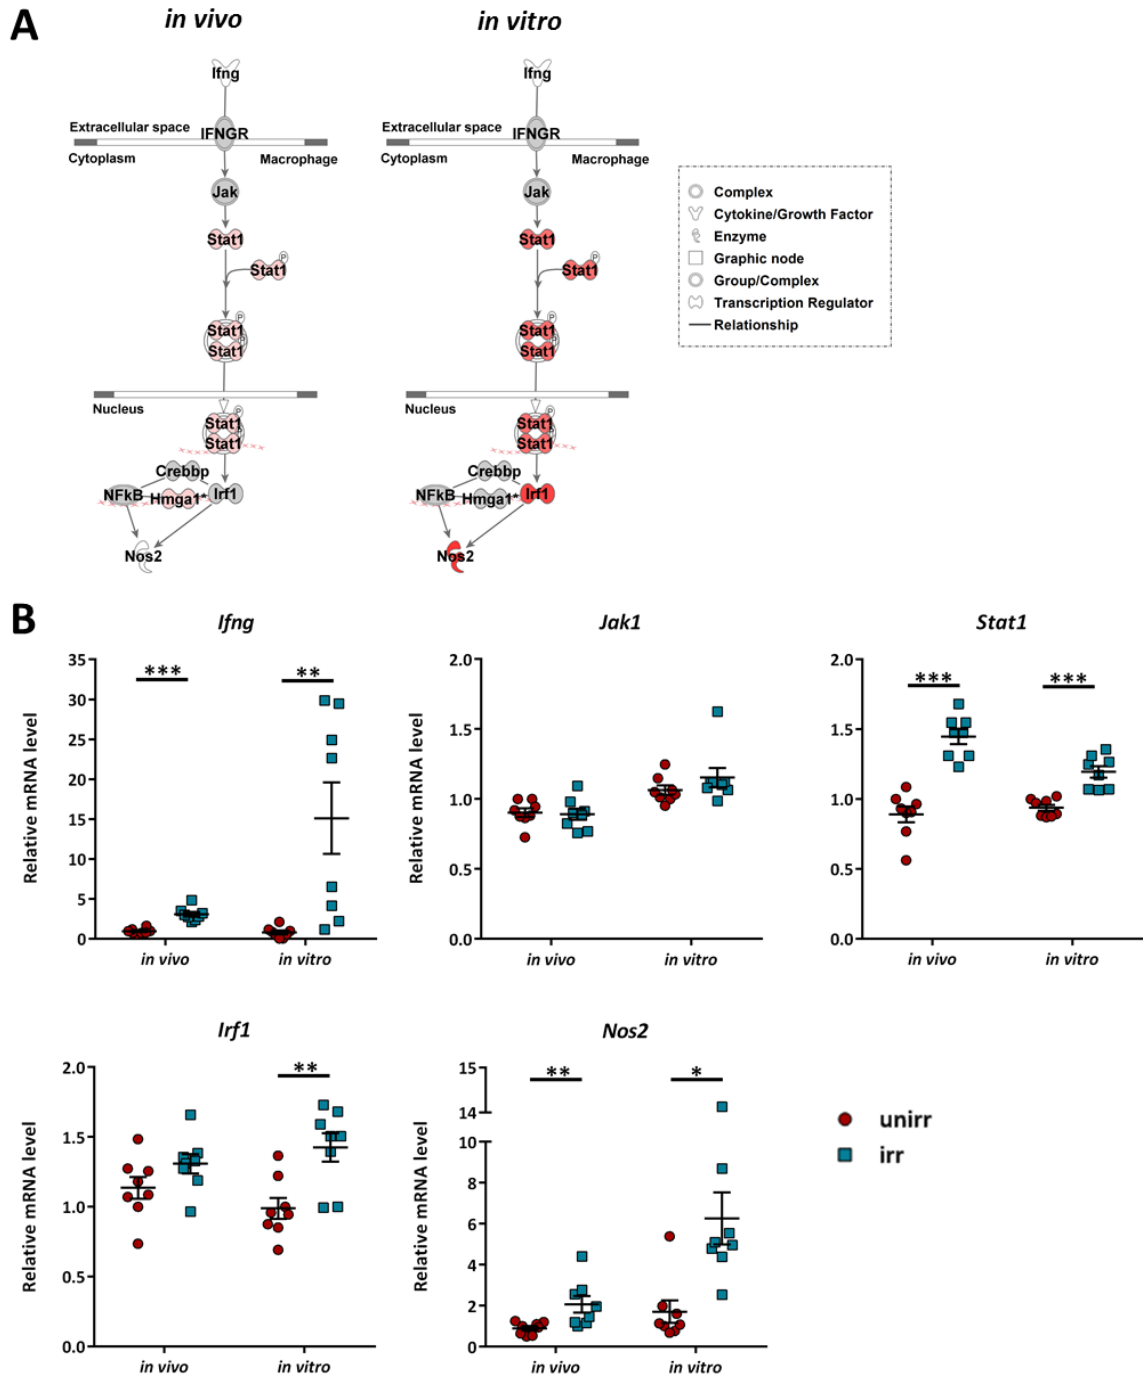 A
in vivo
in vitro
Ifng
Extracellular space
IFNGR
Cytoplasm
Macrophage
Jak
Stat1
Stat1
P
Stat1
P
Stat1
P
Nucleus
Stat1
P
Stat1
P
Crebbp
NFkB
Hmga1*
Irf1
Nos2
Ifng
Extracellular space
IFNGR
Cytoplasm
Macrophage
Jak
Stat1
Stat1
P
Stat1
P
Stat1
P
Nucleus
Stat1
P
Stat1
P
Crebbp
NFkB
Hmga1*
Irf1
Nos2
Complex
Cytokine/Growth Factor
Enzyme
Graphic node
Group/Complex
Transcription Regulator
Relationship
B
Ifng
Relative mRNA level
35
30
25
20
15
10
5
0
***
**
in vivo
in vitro
Jak1
Relative mRNA level
2.0
1.5
1.0
0.5
0.0
in vivo
in vitro
Stat1
Relative mRNA level
2.0
1.5
1.0
0.5
0.0
***
***
in vivo
in vitro
Irf1
Relative mRNA level
2.0
1.5
1.0
0.5
0.0
**
in vivo
in vitro
Nos2
Relative mRNA level
15
14
10
8
6
4
2
0
**
*
in vivo
in vitro
unirr
irr